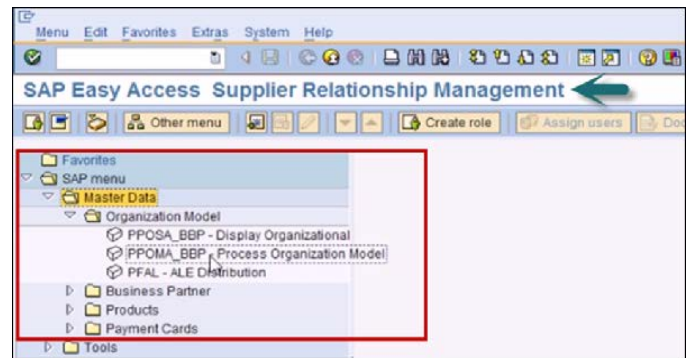 Menu Edit Favorites Extras System Help
SAP Easy Access Supplier Relationship Management
Other menu Create role Assign users Doc
Favorites
SAP menu
Master Data
Organization Model
PPOSA_BBP - Display Organizational
PPOMA_BBP - Process Organization Model
PFAL - ALE Distribution
Business Partner
Products
Payment Cards
Tools